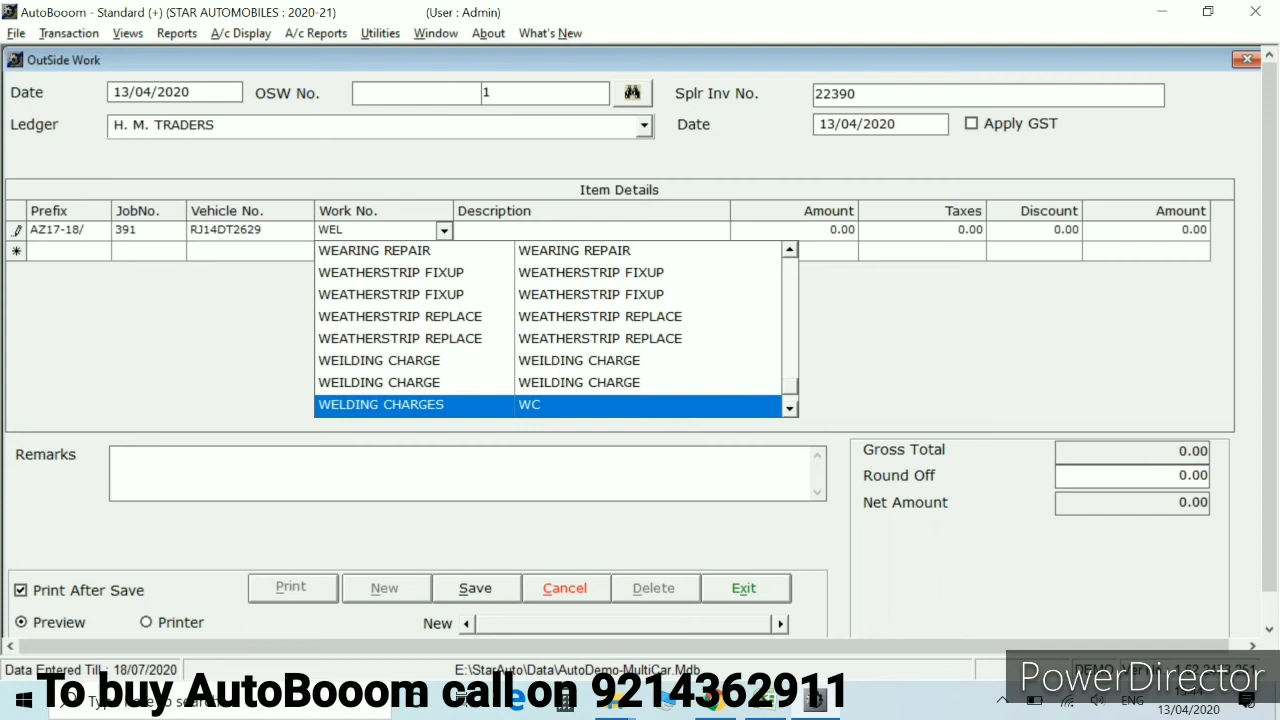 AutoBooom - Standard (+) (STAR AUTOMOBILES : 2020-21) (User : Admin)
File Transaction Views Reports A/c Display A/c Reports Utilities Window About What's New
OutSide Work
Date 13/04/2020 OSW No. 1 Splr Inv No. 22390
Ledger H. M. TRADERS Date 13/04/2020 Apply GST
Item Details
Prefix JobNo. Vehicle No. Work No. Description Amount Taxes Discount Amount
AZ17-18/ 391 RJ14DT2629 WEL 0.00 0.00 0.00 0.00
WEARING REPAIR WEARING REPAIR
WEATHERSTRIP FIXUP WEATHERSTRIP FIXUP
WEATHERSTRIP FIXUP WEATHERSTRIP FIXUP
WEATHERSTRIP REPLACE WEATHERSTRIP REPLACE
WEATHERSTRIP REPLACE WEATHERSTRIP REPLACE
WEILDING CHARGE WEILDING CHARGE
WEILDING CHARGE WEILDING CHARGE
WELDING CHARGES WC
Remarks
Gross Total 0.00
Round Off 0.00
Net Amount 0.00
Print After Save Print New Save Cancel Delete Exit
Preview Printer New
Data Entered Till : 18/07/2020 E:\StarAuto\Data\AutoDemo-MultiCar.Mdb DEMO
PowerDirector
To buy AutoBooom call on 9214362911
ENG
13/04/2020